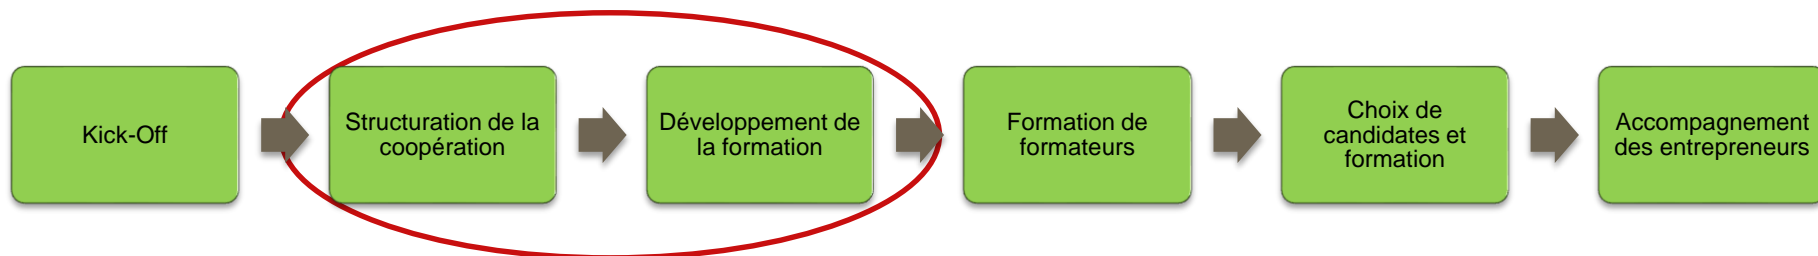 Kick-Off
Structuration de la
coopération
Développement de
la formation
Formation de
formateurs
Choix de
candidates et
formation
Accompagnement
des entrepreneurs